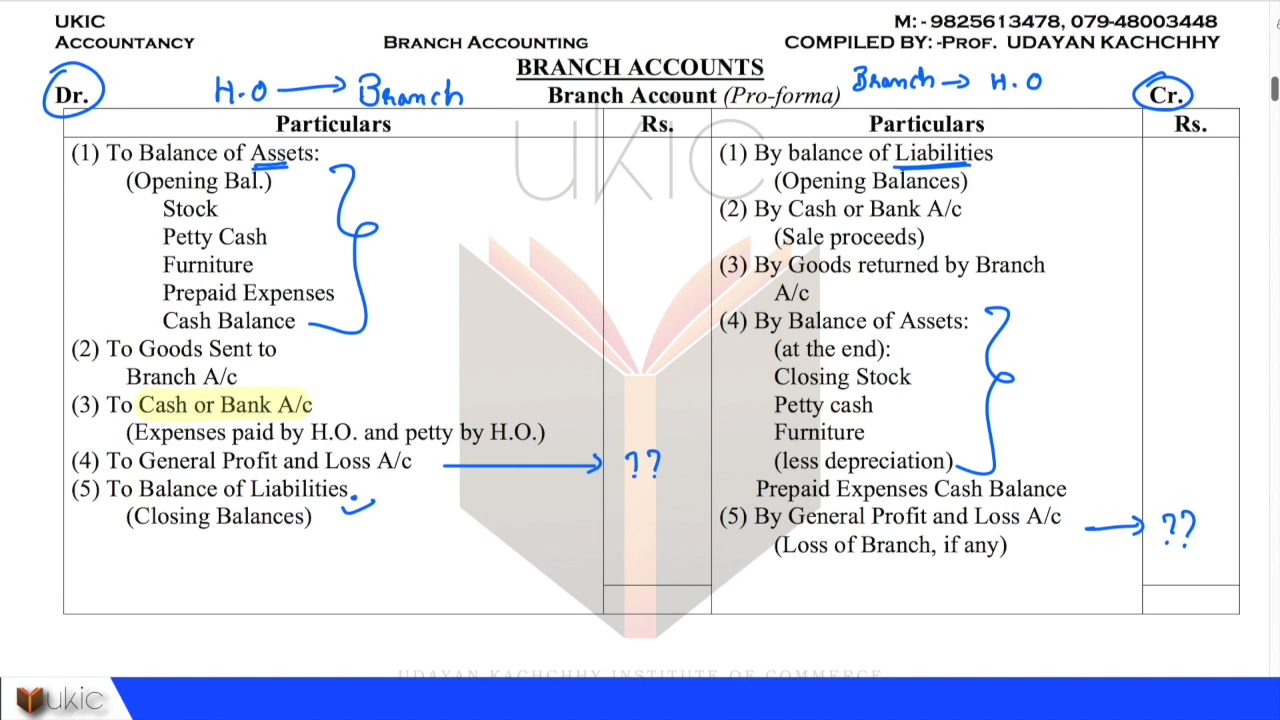 UKIC
M: - 9825613478, 079-48003448
ACCOUNTANCY
BRANCH ACCOUNTING
COMPILED BY: -PROF. UDAYAN KACHCHHY
BRANCH ACCOUNTS
Dr.
H.O → Branch
Branch Account (Pro-forma)
Branch → H.O
Cr.
Particulars
Rs.
Particulars
Rs.
(1) To Balance of Assets:
(Opening Bal.)
Stock
Petty Cash
Furniture
Prepaid Expenses
Cash Balance
(2) To Goods Sent to
Branch A/c
(3) To Cash or Bank A/c
(Expenses paid by H.O. and petty by H.O.)
(4) To General Profit and Loss A/c
??
(5) To Balance of Liabilities
(Closing Balances)
(1) By balance of Liabilities
(Opening Balances)
(2) By Cash or Bank A/c
(Sale proceeds)
(3) By Goods returned by Branch
A/c
(4) By Balance of Assets:
(at the end):
Closing Stock
Petty cash
Furniture
(less depreciation)
Prepaid Expenses Cash Balance
(5) By General Profit and Loss A/c
(Loss of Branch, if any)
??
ukic
UDAYAN KACHCHHY INSTITUTE OF COMMERCE
ukic